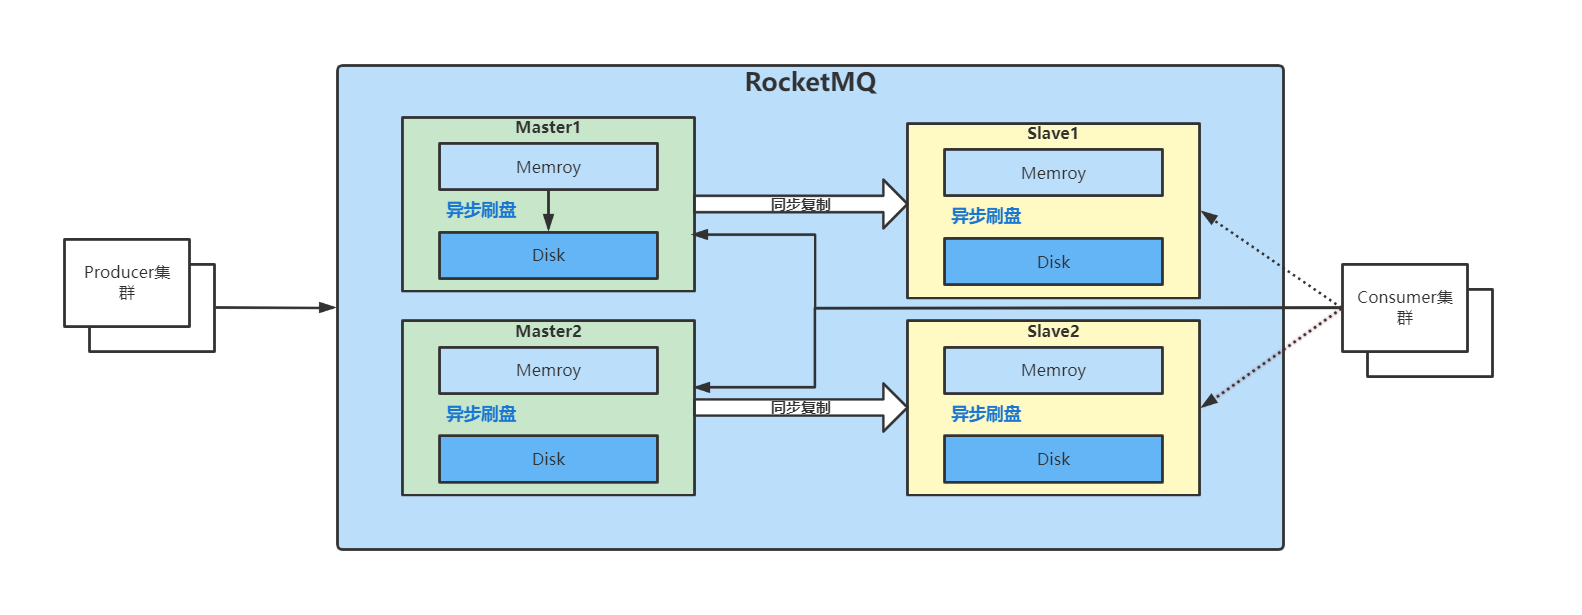 RocketMQ
Master1
Memroy
异步刷盘
Disk
同步复制
Slave1
Memroy
异步刷盘
Disk
Producer集
群
Consumer集
群
Master2
Memroy
异步刷盘
Disk
同步复制
Slave2
Memroy
异步刷盘
Disk